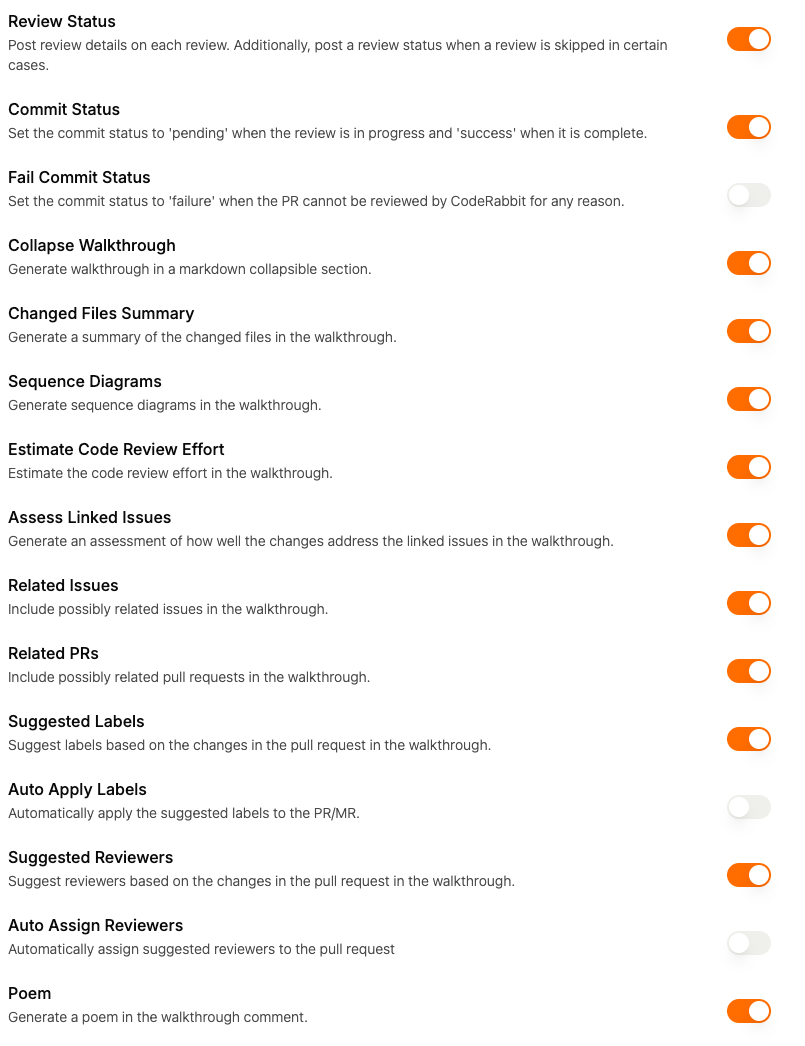 Review Status
Post review details on each review. Additionally, post a review status when a review is skipped in certain
cases.
Commit Status
Set the commit status to 'pending' when the review is in progress and 'success' when it is complete.
Fail Commit Status
Set the commit status to 'failure' when the PR cannot be reviewed by CodeRabbit for any reason.
Collapse Walkthrough
Generate walkthrough in a markdown collapsible section.
Changed Files Summary
Generate a summary of the changed files in the walkthrough.
Sequence Diagrams
Generate sequence diagrams in the walkthrough.
Estimate Code Review Effort
Estimate the code review effort in the walkthrough.
Assess Linked Issues
Generate an assessment of how well the changes address the linked issues in the walkthrough.
Related Issues
Include possibly related issues in the walkthrough.
Related PRs
Include possibly related pull requests in the walkthrough.
Suggested Labels
Suggest labels based on the changes in the pull request in the walkthrough.
Auto Apply Labels
Automatically apply the suggested labels to the PR/MR.
Suggested Reviewers
Suggest reviewers based on the changes in the pull request in the walkthrough.
Auto Assign Reviewers
Automatically assign suggested reviewers to the pull request
Poem
Generate a poem in the walkthrough comment.